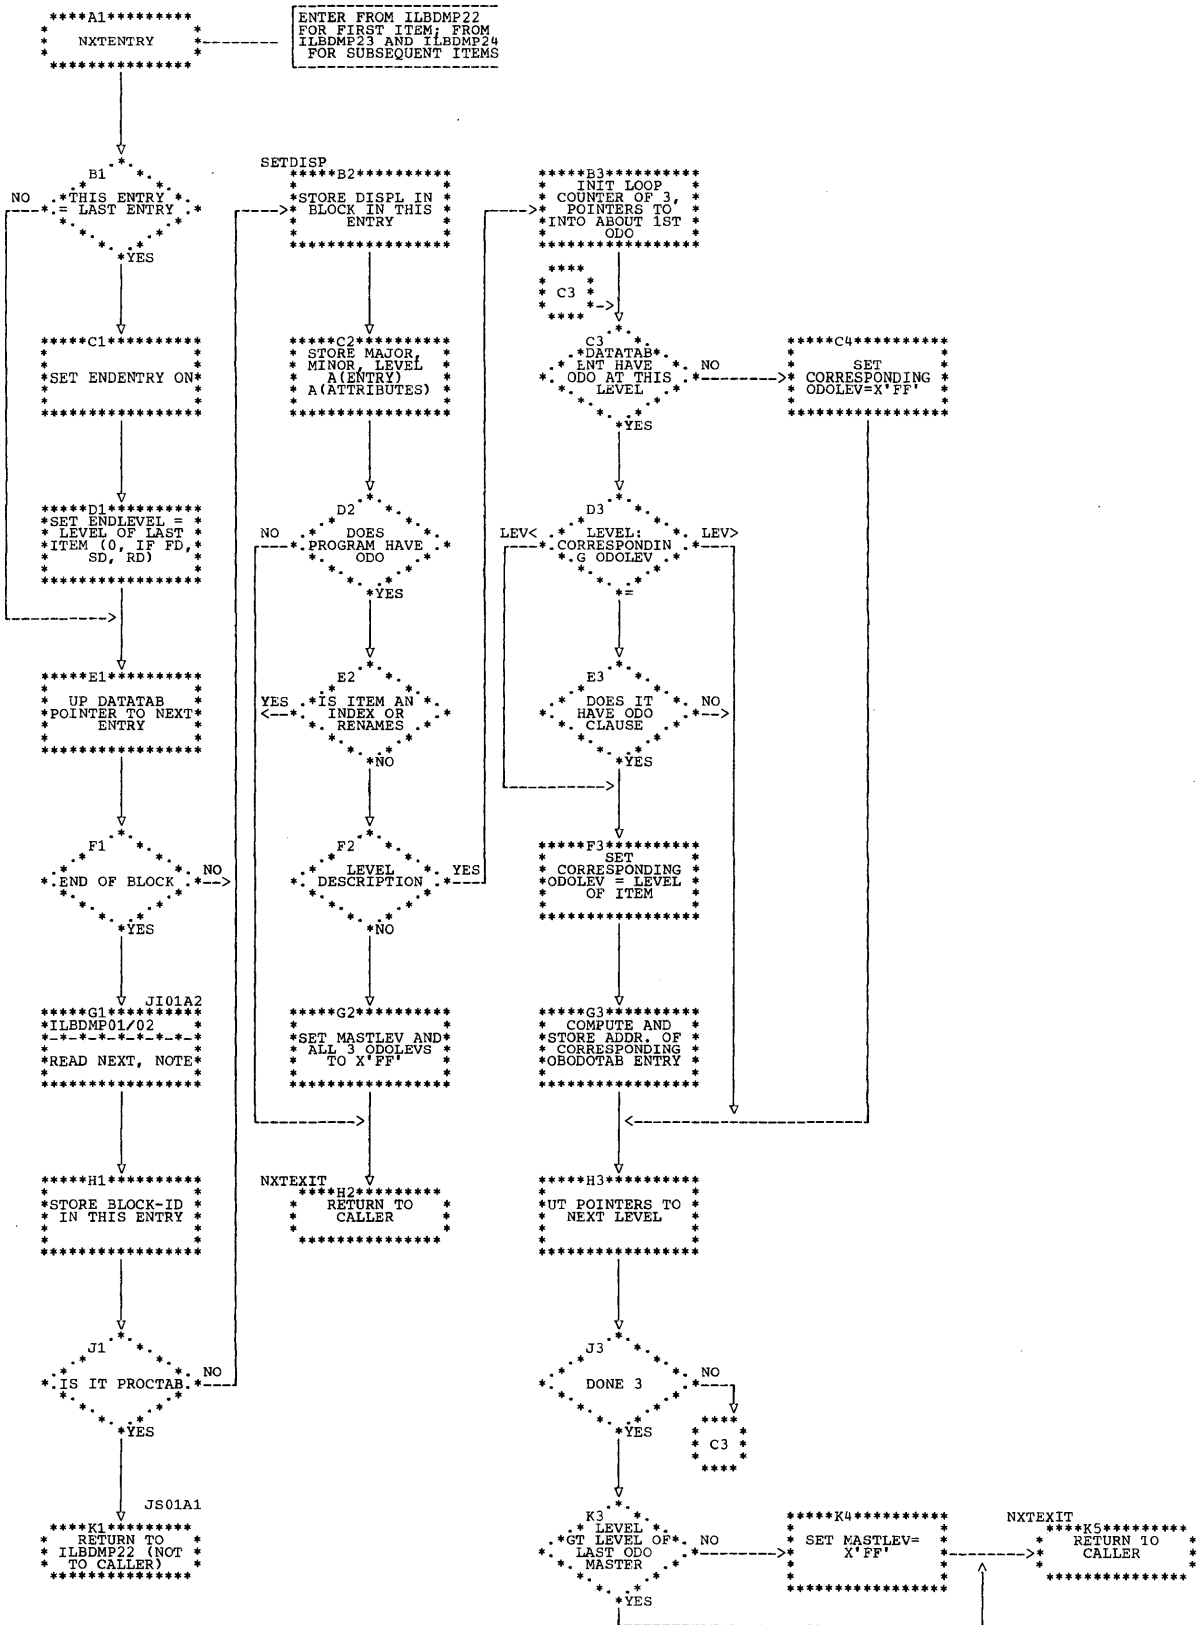 A1
NXTENTRY
ENTER FROM ILBDMP22
FOR FIRST ITEM; FROM
ILBDMP23 AND ILBDMP24
FOR SUBSEQUENT ITEMS
B1
THIS ENTRY
= LAST ENTRY
NO
YES
C1
SET ENDENTRY ON
D1
SET ENDLEVEL =
LEVEL OF LAST
ITEM (0, IF FD,
SD, RD)
E1
UP DATATAB
POINTER TO NEXT
ENTRY
F1
END OF BLOCK
NO
YES
JI01A2
G1
ILBDMP01/02
READ NEXT, NOTE
H1
STORE BLOCK-ID
IN THIS ENTRY
J1
IS IT PROCTAB
NO
YES
JS01A1
K1
RETURN TO
ILBDMP22 (NOT
TO CALLER)
SETDISP
B2
STORE DISPL IN
BLOCK IN THIS
ENTRY
C2
STORE MAJOR,
MINOR, LEVEL
A(ENTRY)
A(ATTRIBUTES)
D2
DOES
PROGRAM HAVE
ODO
NO
YES
E2
IS ITEM AN
INDEX OR
RENAMES
YES
NO
F2
LEVEL
DESCRIPTION
YES
NO
G2
SET MASTLEV AND
ALL 3 ODOLEVS
TO X'FF'
NXTEXIT
H2
RETURN TO
CALLER
B3
INIT LOOP
COUNTER OF 3,
POINTERS TO
INTO ABOUT 1ST
ODO
C3
C3
DATATAB
ENT HAVE
ODO AT THIS
LEVEL
NO
YES
C4
SET
CORRESPONDING
ODOLEV=X'FF'
D3
LEVEL:
CORRESPONDIN
G ODOLEV
LEV<
LEV>
=
E3
DOES IT
HAVE ODO
CLAUSE
NO
YES
F3
SET
CORRESPONDING
ODOLEV = LEVEL
OF ITEM
G3
COMPUTE AND
STORE ADDR. OF
CORRESPONDING
OBODOTAB ENTRY
H3
UT POINTERS TO
NEXT LEVEL
J3
DONE 3
NO
YES
C3
K3
LEVEL
GT LEVEL OF
LAST ODO
MASTER
NO
YES
K4
SET MASTLEV=
X'FF'
NXTEXIT
K5
RETURN TO
CALLER